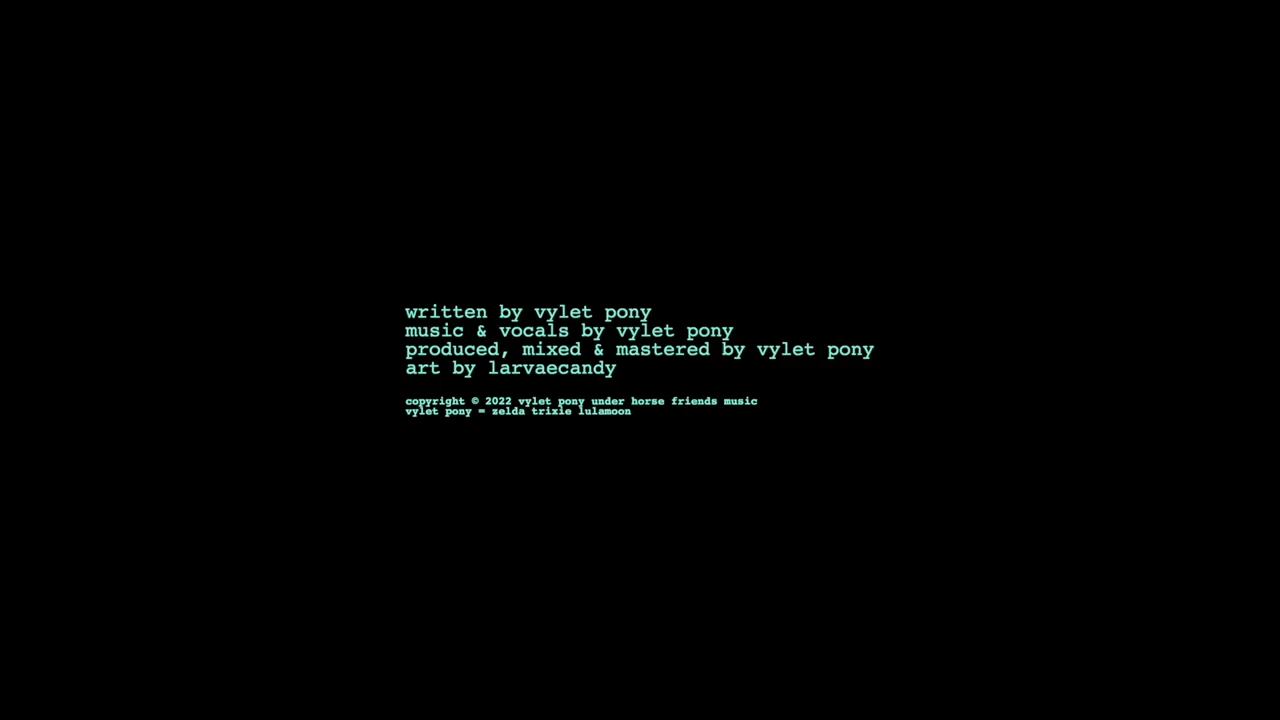 written by vylet pony
music & vocals by vylet pony
produced, mixed & mastered by vylet pony
art by larvaecandy
copyright © 2022 vylet pony under horse friends music
vylet pony = zelda trixie lulamoon